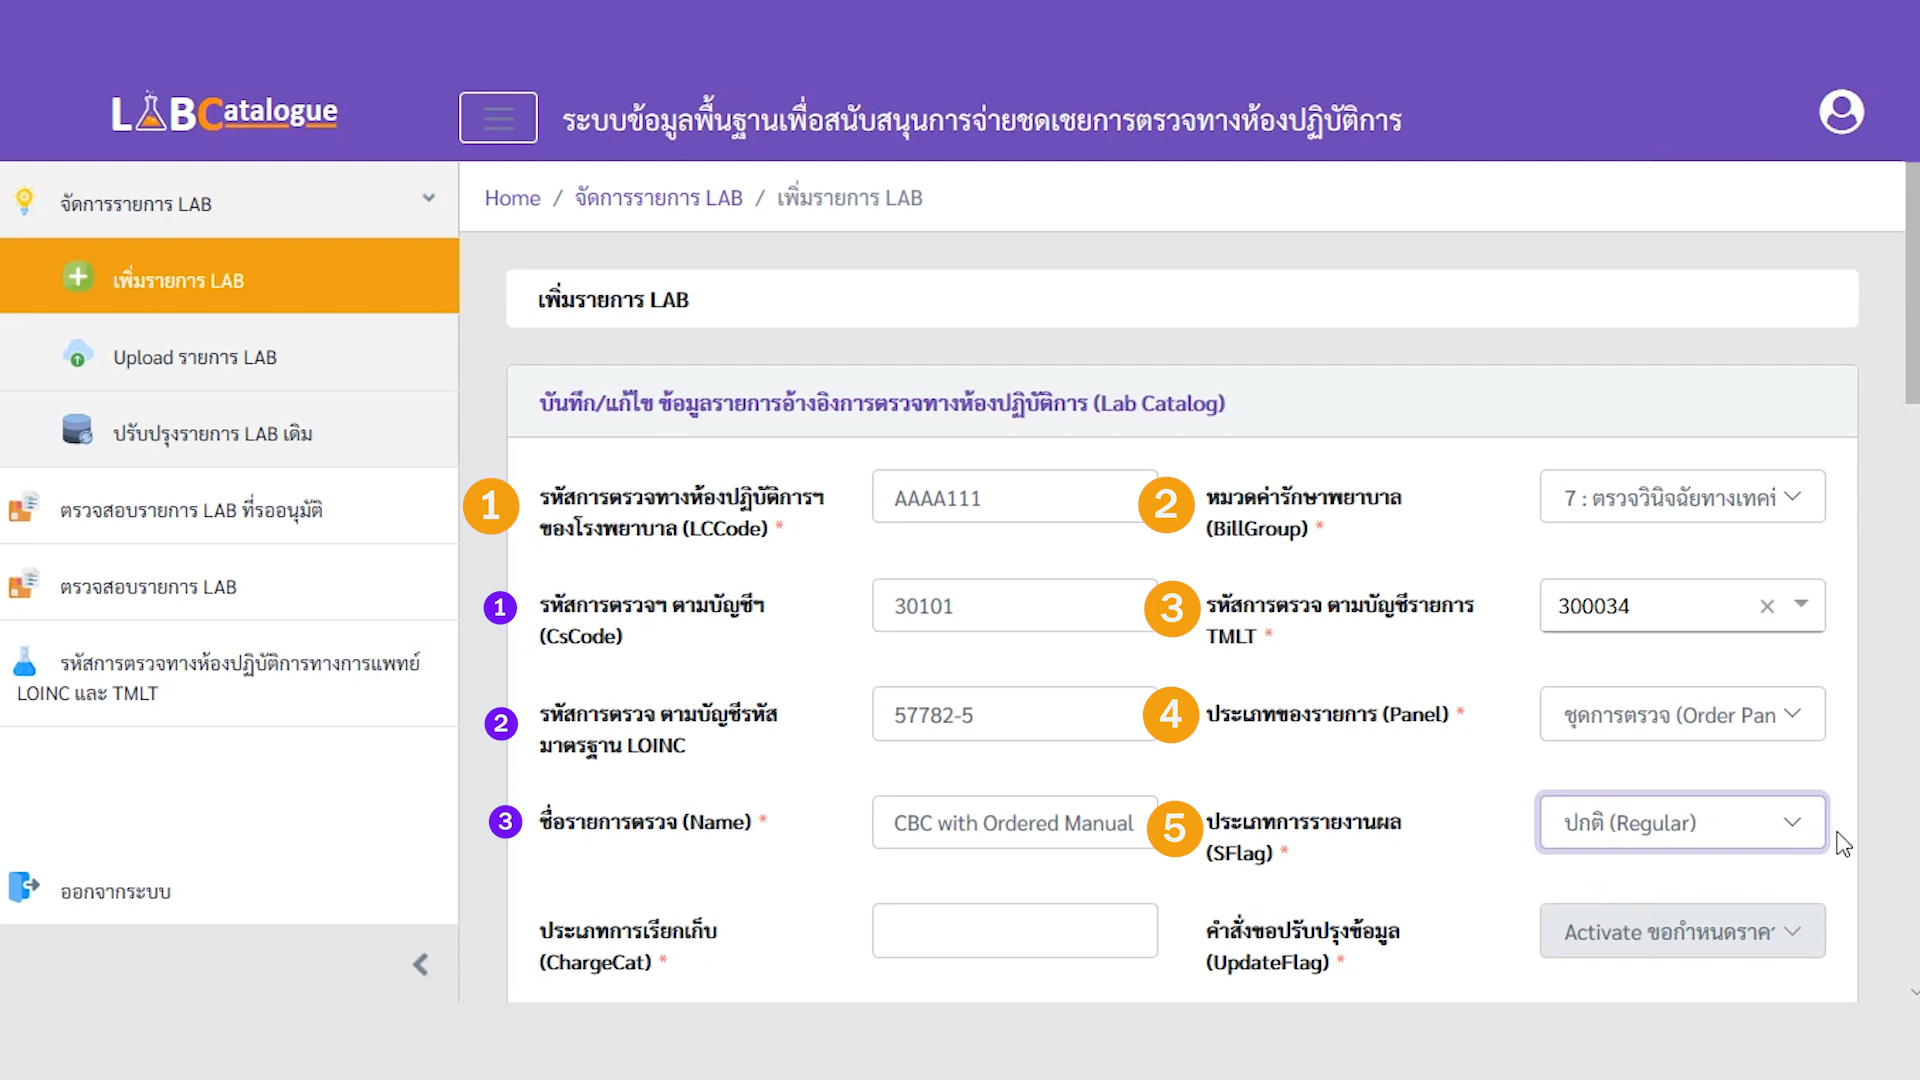 LABCatalogue
ระบบข้อมูลพื้นฐานเพื่อสนับสนุนการจ่ายชดเชยการตรวจทางห้องปฏิบัติการ
จัดการรายการ LAB
เพิ่มรายการ LAB
Upload รายการ LAB
ปรับปรุงรายการ LAB เดิม
ตรวจสอบรายการ LAB ที่รออนุมัติ
ตรวจสอบรายการ LAB
รหัสการตรวจทางห้องปฏิบัติการทางการแพทย์
LOINC และ TMLT
ออกจากระบบ
Home / จัดการรายการ LAB / เพิ่มรายการ LAB
เพิ่มรายการ LAB
บันทึก/แก้ไข ข้อมูลรายการอ้างอิงการตรวจทางห้องปฏิบัติการ (Lab Catalog)
1
รหัสการตรวจทางห้องปฏิบัติการฯ
ของโรงพยาบาล (LCCode) *
AAAA111
2
หมวดค่ารักษาพยาบาล
(BillGroup) *
7 : ตรวจวินิจฉัยทางเทคนิ
1
รหัสการตรวจฯ ตามบัญชีฯ
(CsCode)
30101
3
รหัสการตรวจ ตามบัญชีรายการ
TMLT *
300034
2
รหัสการตรวจ ตามบัญชีรหัส
มาตรฐาน LOINC
57782-5
4
ประเภทของรายการ (Panel) *
ชุดการตรวจ (Order Pan
3
ชื่อรายการตรวจ (Name) *
CBC with Ordered Manual
5
ประเภทการรายงานผล
(SFlag) *
ปกติ (Regular)
ประเภทการเรียกเก็บ
(ChargeCat) *
คำสั่งขอปรับปรุงข้อมูล
(UpdateFlag) *
Activate ขอกำหนดราคา